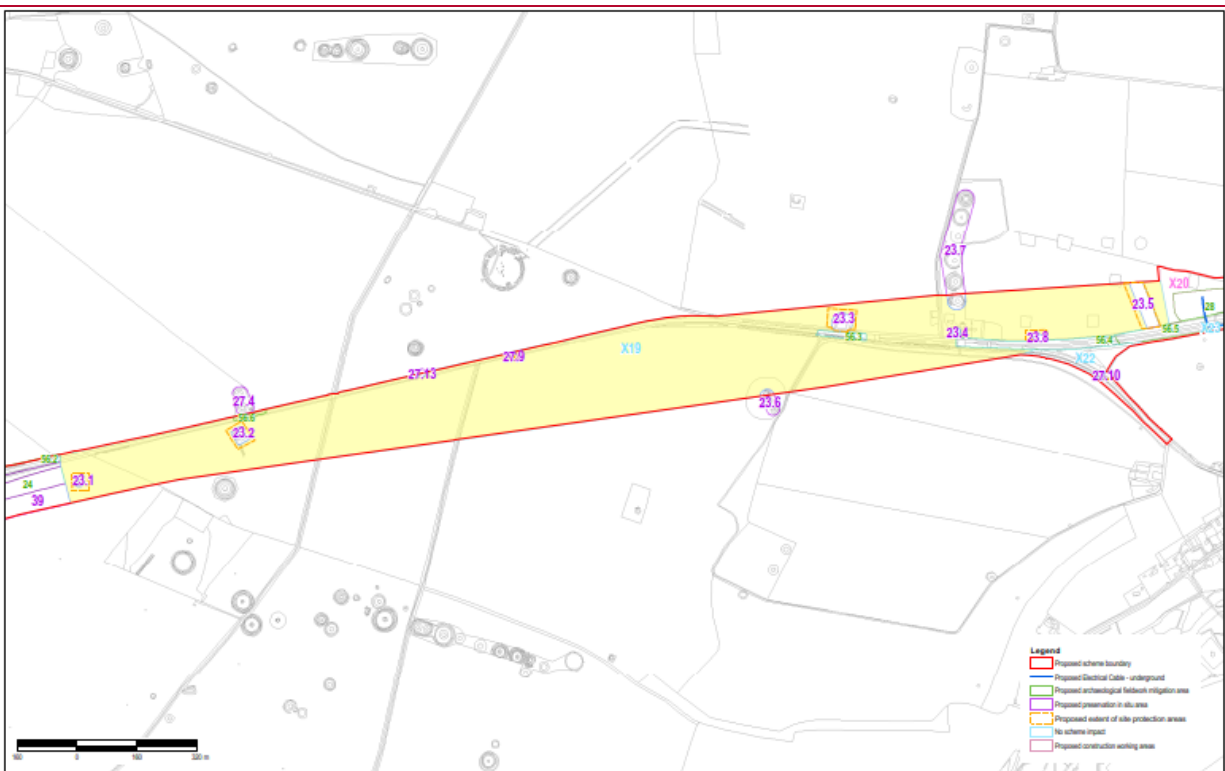 X20
23.7
23.5
28
23.3
56.5
23.4
56.1
23.8
56.4
X19
X22
27.9
27.13
27.10
27.4
23.6
56.6
23.2
56.2
23.1
24
39
Legend
Proposed scheme boundary
Proposed Electrical Cable - underground
Proposed archaeological fieldwork mitigation area
Proposed preservation in situ area
Proposed extent of site protection areas
No scheme impact
Proposed construction working areas
160 0 160 320 m